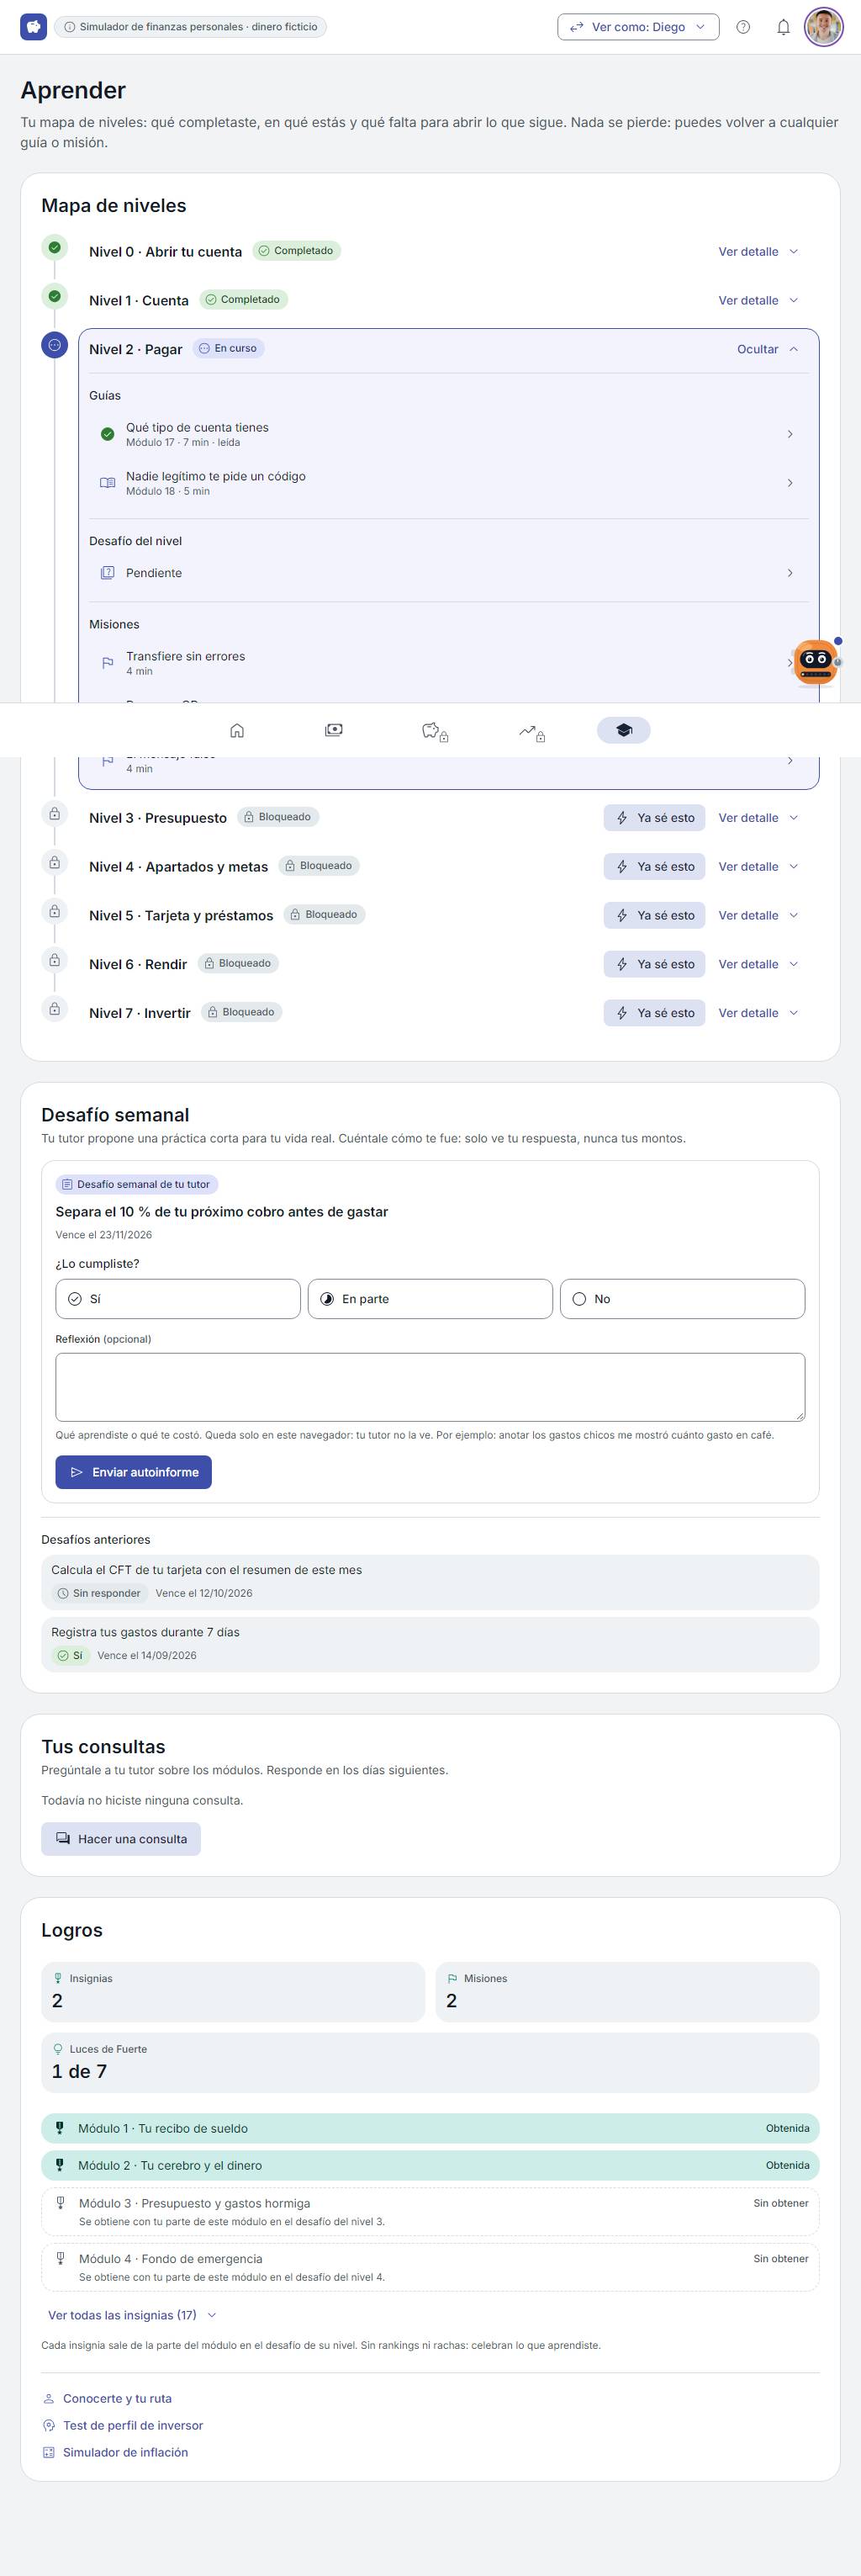 Simulador de finanzas personales · dinero ficticio
Ver como: Diego
Aprender
Tu mapa de niveles: qué completaste, en qué estás y qué falta para abrir lo que sigue. Nada se pierde: puedes volver a cualquier
guía o misión.
Mapa de niveles
Nivel 0 · Abrir tu cuenta
Completado
Ver detalle
Nivel 1 · Cuenta
Completado
Ver detalle
Nivel 2 · Pagar
En curso
Ocultar
Guías
Qué tipo de cuenta tienes
Módulo 17 · 7 min · leída
Nadie legítimo te pide un código
Módulo 18 · 5 min
Desafío del nivel
Pendiente
Misiones
Transfiere sin errores
4 min
4 min
Nivel 3 · Presupuesto
Bloqueado
Ya sé esto
Ver detalle
Nivel 4 · Apartados y metas
Bloqueado
Ya sé esto
Ver detalle
Nivel 5 · Tarjeta y préstamos
Bloqueado
Ya sé esto
Ver detalle
Nivel 6 · Rendir
Bloqueado
Ya sé esto
Ver detalle
Nivel 7 · Invertir
Bloqueado
Ya sé esto
Ver detalle
Desafío semanal
Tu tutor propone una práctica corta para tu vida real. Cuéntale cómo te fue: solo ve tu respuesta, nunca tus montos.
Desafío semanal de tu tutor
Separa el 10 % de tu próximo cobro antes de gastar
Vence el 23/11/2026
¿Lo cumpliste?
Sí
En parte
No
Reflexión (opcional)
Qué aprendiste o qué te costó. Queda solo en este navegador: tu tutor no la ve. Por ejemplo: anotar los gastos chicos me mostró cuánto gasto en café.
Enviar autoinforme
Desafíos anteriores
Calcula el CFT de tu tarjeta con el resumen de este mes
Sin responder
Vence el 12/10/2026
Registra tus gastos durante 7 días
Sí
Vence el 14/09/2026
Tus consultas
Pregúntale a tu tutor sobre los módulos. Responde en los días siguientes.
Todavía no hiciste ninguna consulta.
Hacer una consulta
Logros
Insignias
2
Misiones
2
Luces de Fuerte
1 de 7
Módulo 1 · Tu recibo de sueldo
Obtenida
Módulo 2 · Tu cerebro y el dinero
Obtenida
Módulo 3 · Presupuesto y gastos hormiga
Sin obtener
Se obtiene con tu parte de este módulo en el desafío del nivel 3.
Módulo 4 · Fondo de emergencia
Sin obtener
Se obtiene con tu parte de este módulo en el desafío del nivel 4.
Ver todas las insignias (17)
Cada insignia sale de la parte del módulo en el desafío de su nivel. Sin rankings ni rachas: celebran lo que aprendiste.
Conocerte y tu ruta
Test de perfil de inversor
Simulador de inflación